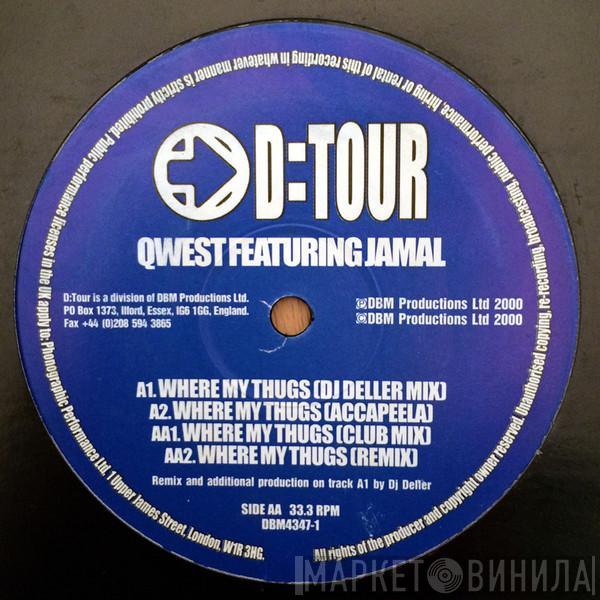 D:TOUR
QWEST FEATURING JAMAL
D:Tour is a division of DBM Productions Ltd.
PO Box 1373, Ilford, Essex, IG6 1GG, England.
Fax +44 (0)208 594 3865
ⓅDBM Productions Ltd 2000
ⒸDBM Productions Ltd 2000
A1. WHERE MY THUGS (DJ DELLER MIX)
A2. WHERE MY THUGS (ACCAPEELA)
AA1. WHERE MY THUGS (CLUB MIX)
AA2. WHERE MY THUGS (REMIX)
Remix and additional production on track A1 by Dj Deller
SIDE AA 33.3 RPM
DBM4347-1
All rights of the producer and copyright owner reserved. Unauthorised copying, re-recording, broadcasting, public performance, hiring or rental of this recording in whatever manner is strictly prohibited. Public performance licenses in the UK apply to: Phonographic Performance Ltd. 1 Upper James Street, London, W1R 3HG.
МАРКЕТ ВИНИЛА